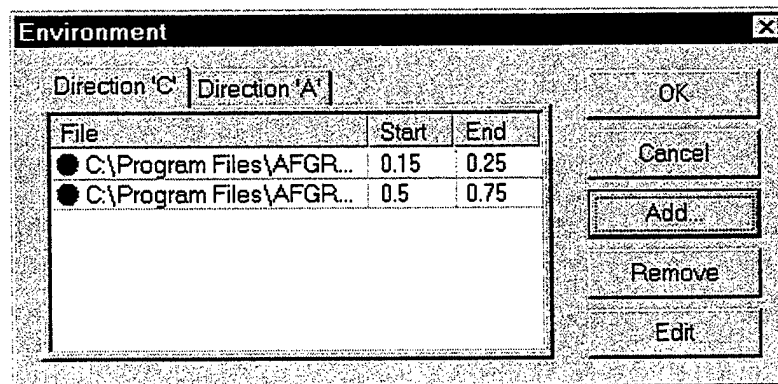 Environment
Direction 'C' Direction 'A'
File Start End
C:\Program Files\AFGR... 0.15 0.25
C:\Program Files\AFGR... 0.5 0.75
OK
Cancel
Add...
Remove
Edit